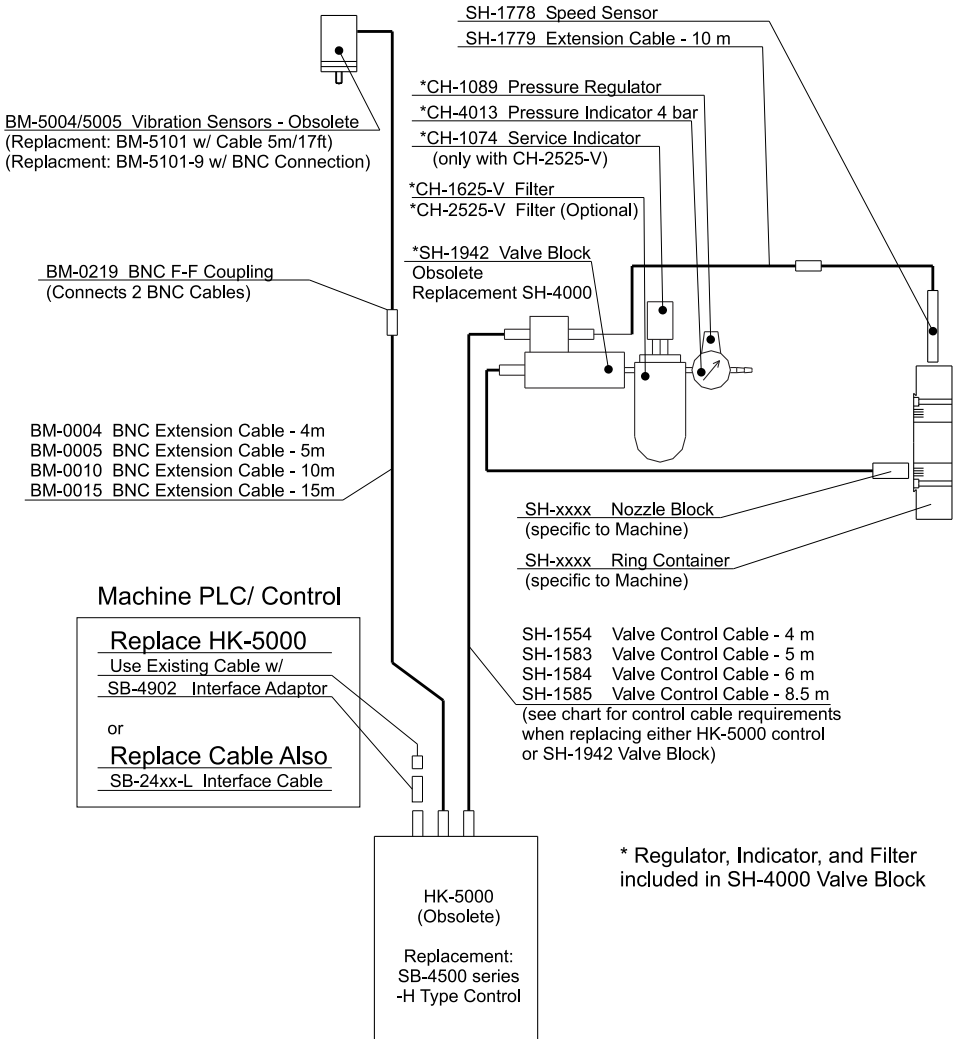 SH-1778 Speed Sensor
SH-1779 Extension Cable - 10 m
*CH-1089 Pressure Regulator
*CH-4013 Pressure Indicator 4 bar
*CH-1074 Service Indicator
(only with CH-2525-V)
*CH-1625-V Filter
*CH-2525-V Filter (Optional)
*SH-1942 Valve Block
Obsolete
Replacement SH-4000
BM-5004/5005 Vibration Sensors - Obsolete
(Replacment: BM-5101 w/ Cable 5m/17ft)
(Replacment: BM-5101-9 w/ BNC Connection)
BM-0219 BNC F-F Coupling
(Connects 2 BNC Cables)
BM-0004 BNC Extension Cable - 4m
BM-0005 BNC Extension Cable - 5m
BM-0010 BNC Extension Cable - 10m
BM-0015 BNC Extension Cable - 15m
SH-xxxx Nozzle Block
(specific to Machine)
SH-xxxx Ring Container
(specific to Machine)
Machine PLC/ Control
Replace HK-5000
Use Existing Cable w/
SB-4902 Interface Adaptor
or
Replace Cable Also
SB-24xx-L Interface Cable
SH-1554 Valve Control Cable - 4 m
SH-1583 Valve Control Cable - 5 m
SH-1584 Valve Control Cable - 6 m
SH-1585 Valve Control Cable - 8.5 m
(see chart for control cable requirements
when replacing either HK-5000 control
or SH-1942 Valve Block)
* Regulator, Indicator, and Filter
included in SH-4000 Valve Block
HK-5000
(Obsolete)
Replacement:
SB-4500 series
-H Type Control